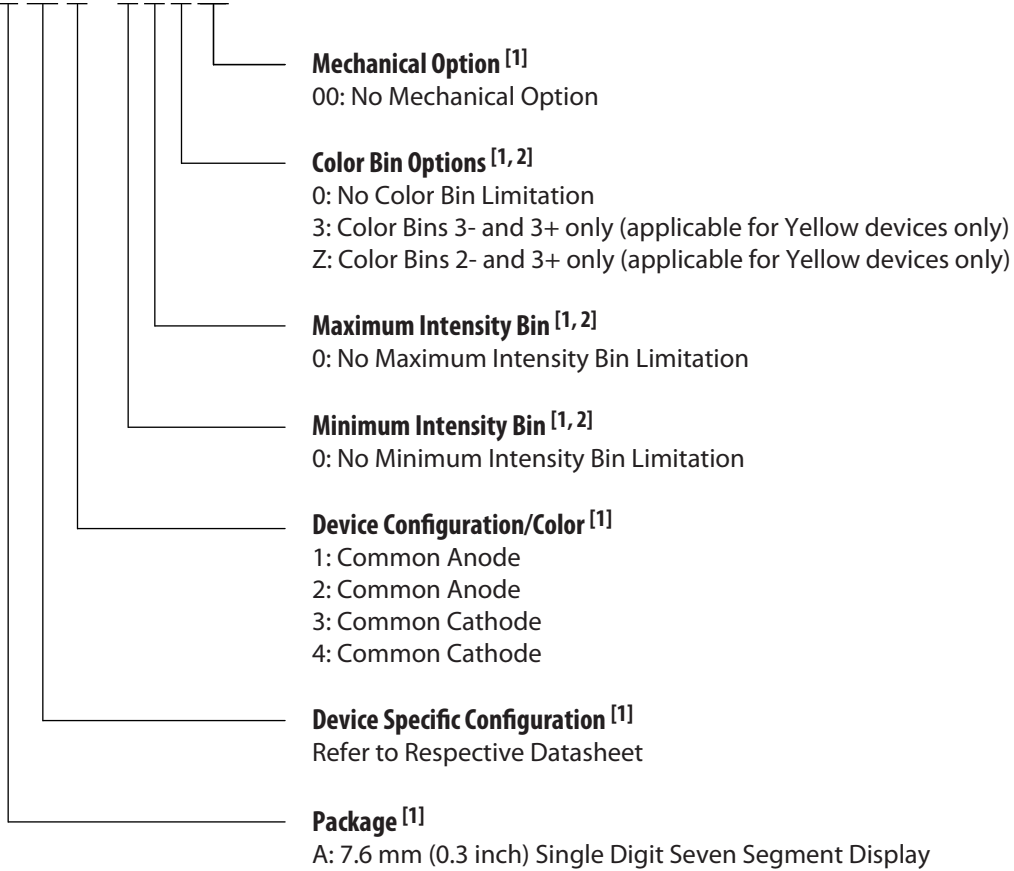 Mechanical Option [1]
00: No Mechanical Option
Color Bin Options [1, 2]
0: No Color Bin Limitation
3: Color Bins 3- and 3+ only (applicable for Yellow devices only)
Z: Color Bins 2- and 3+ only (applicable for Yellow devices only)
Maximum Intensity Bin [1, 2]
0: No Maximum Intensity Bin Limitation
Minimum Intensity Bin [1, 2]
0: No Minimum Intensity Bin Limitation
Device Configuration/Color [1]
1: Common Anode
2: Common Anode
3: Common Cathode
4: Common Cathode
Device Specific Configuration [1]
Refer to Respective Datasheet
Package [1]
A: 7.6 mm (0.3 inch) Single Digit Seven Segment Display